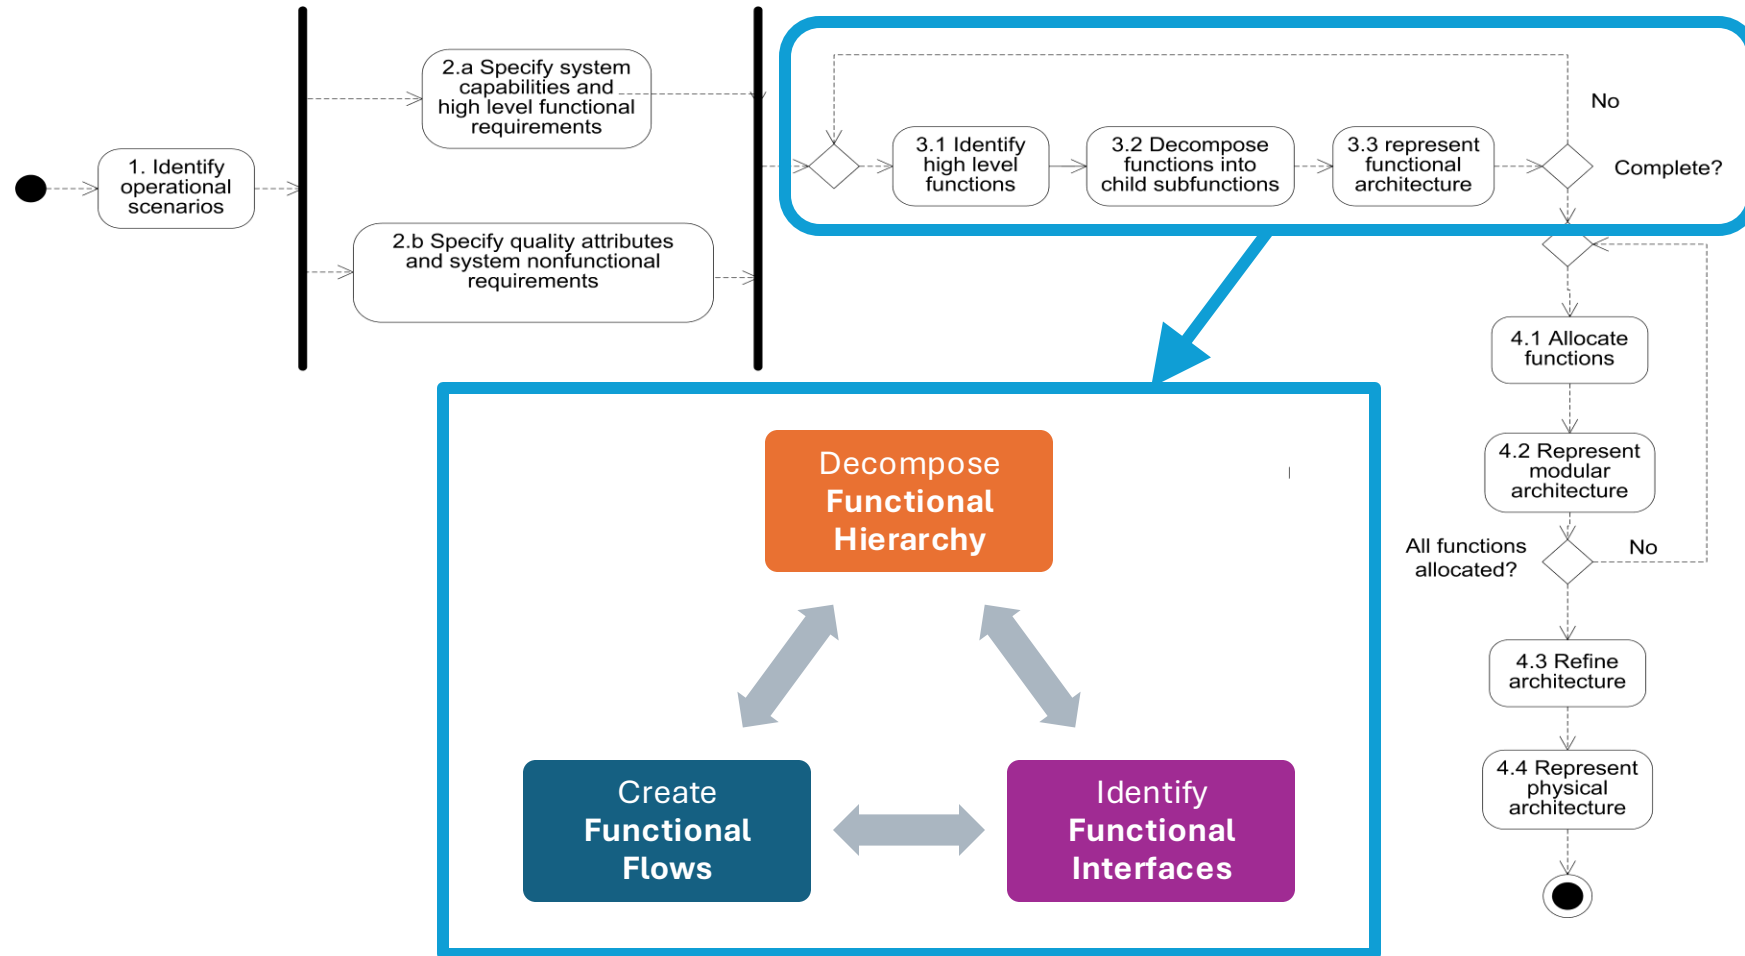 1. Identify
operational
scenarios
2.a Specify system
capabilities and
high level functional
requirements
2.b Specify quality attributes
and system nonfunctional
requirements
3.1 Identify
high level
functions
3.2 Decompose
functions into
child subfunctions
3.3 represent
functional
architecture
No
Complete?
4.1 Allocate
functions
4.2 Represent
modular
architecture
All functions
allocated?
No
4.3 Refine
architecture
4.4 Represent
physical
architecture
Decompose
Functional
Hierarchy
Create
Functional
Flows
Identify
Functional
Interfaces